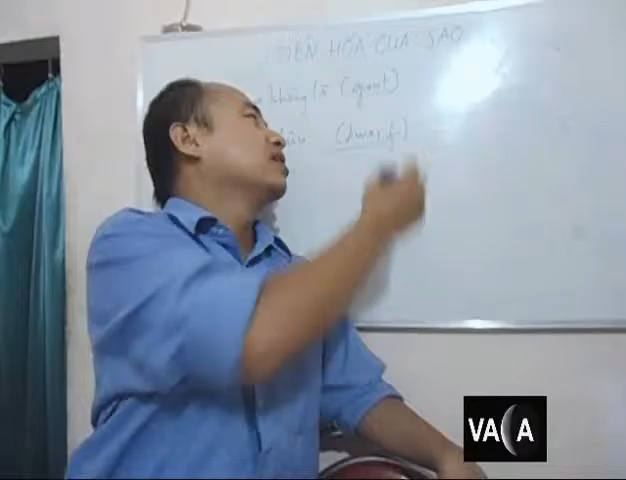 TIẾN HÓA CỦA SAO
khổng lồ (giant)
(dwarf)
VACA